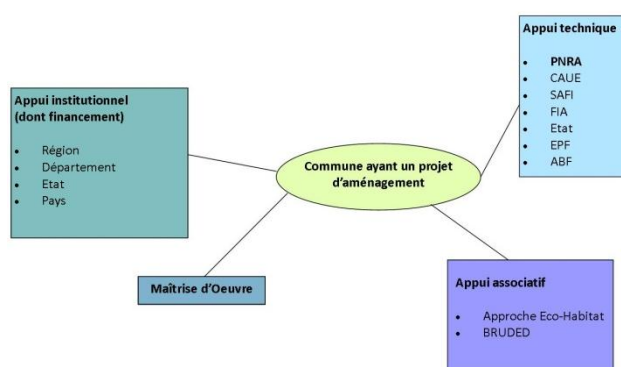 Appui technique
• PNRA
• CAUE
• SAFI
• FIA
• Etat
• EPF
• ABF
Appui institutionnel
(dont financement)
• Région
• Département
• Etat
• Pays
Commune ayant un projet
d'aménagement
Maîtrise d'Oeuvre
Appui associatif
• Approche Eco-Habitat
• BRUDED